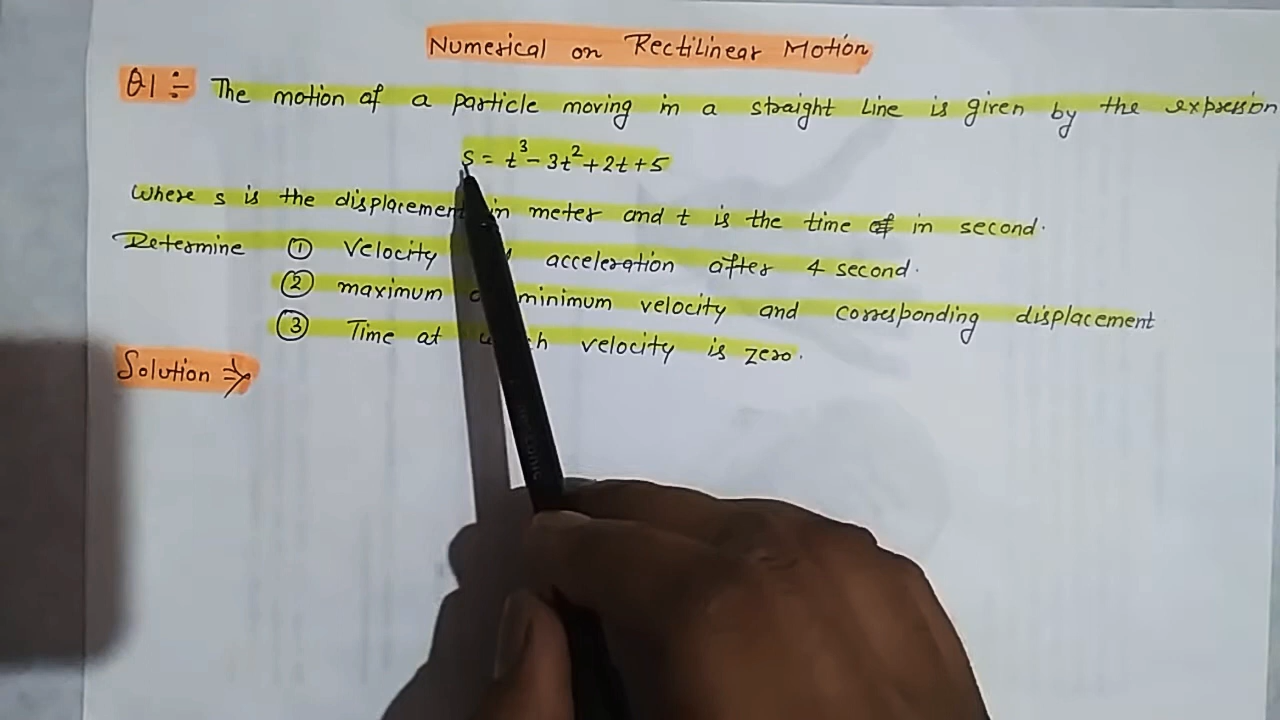 Numerical on Rectilinear Motion
Q1 :- The motion of a particle moving in a straight Line is given by the expression
S = t³ - 3t² + 2t + 5
Where s is the displacement in meter and t is the time in second.
Determine ① Velocity acceleration after 4 second.
② maximum minimum velocity and corresponding displacement
③ Time at velocity is zero.
Solution ⇒